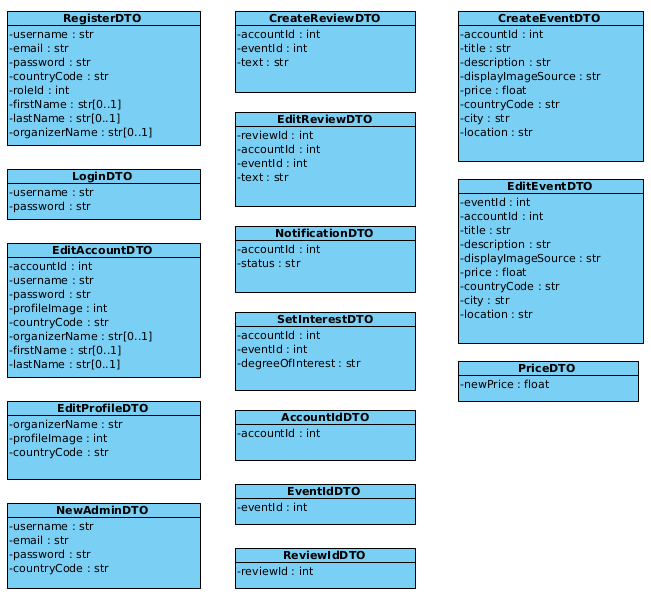 RegisterDTO
-username : str
-email : str
-password : str
-countryCode : str
-roleId : int
-firstName : str[0..1]
-lastName : str[0..1]
-organizerName : str[0..1]
LoginDTO
-username : str
-password : str
EditAccountDTO
-accountId : int
-username : str
-password : str
-profileImage : int
-countryCode : str
-organizerName : str[0..1]
-firstName : str[0..1]
-lastName : str[0..1]
EditProfileDTO
-organizerName : str
-profileImage : int
-countryCode : str
NewAdminDTO
-username : str
-email : str
-password : str
-countryCode : str
CreateReviewDTO
-accountId : int
-eventId : int
-text : str
EditReviewDTO
-reviewId : int
-accountId : int
-eventId : int
-text : str
NotificationDTO
-accountId : int
-status : str
SetInterestDTO
-accountId : int
-eventId : int
-degreeOfInterest : str
AccountIdDTO
-accountId : int
EventIdDTO
-eventId : int
ReviewIdDTO
-reviewId : int
CreateEventDTO
-accountId : int
-title : str
-description : str
-displayImageSource : str
-price : float
-countryCode : str
-city : str
-location : str
EditEventDTO
-eventId : int
-accountId : int
-title : str
-description : str
-displayImageSource : str
-price : float
-countryCode : str
-city : str
-location : str
PriceDTO
-newPrice : float